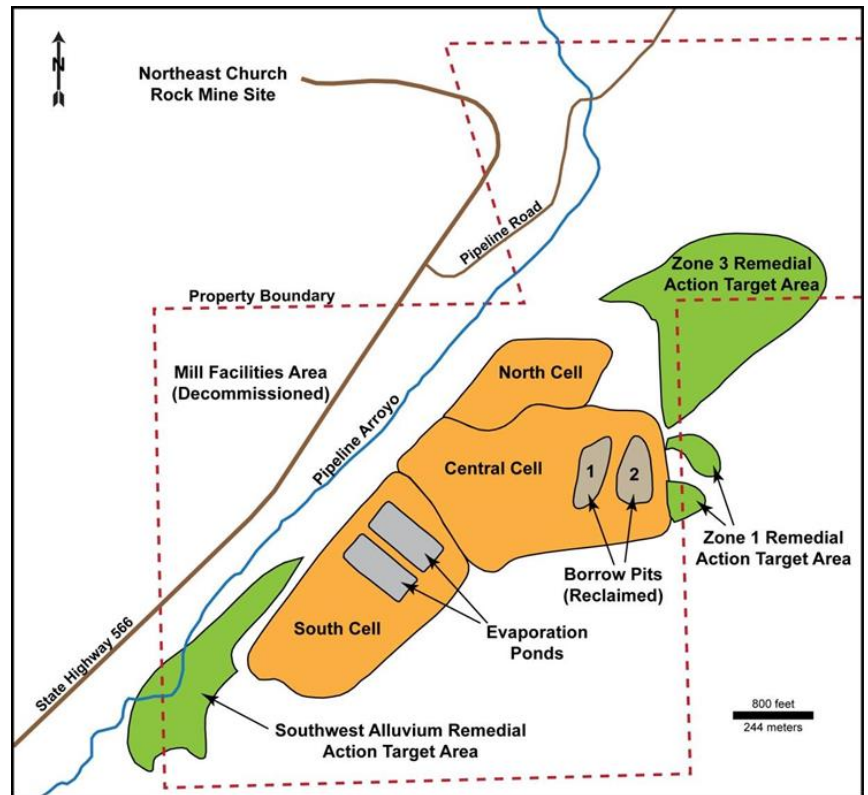 N
Northeast Church
Rock Mine Site
Pipeline Road
Zone 3 Remedial
Action Target Area
Property Boundary
Mill Facilities Area
(Decommissioned)
Pipeline Arroyo
North Cell
Central Cell
1
2
Zone 1 Remedial
Action Target Area
Borrow Pits
(Reclaimed)
Evaporation
Ponds
South Cell
State Highway 566
Southwest Alluvium Remedial
Action Target Area
800 feet
244 meters